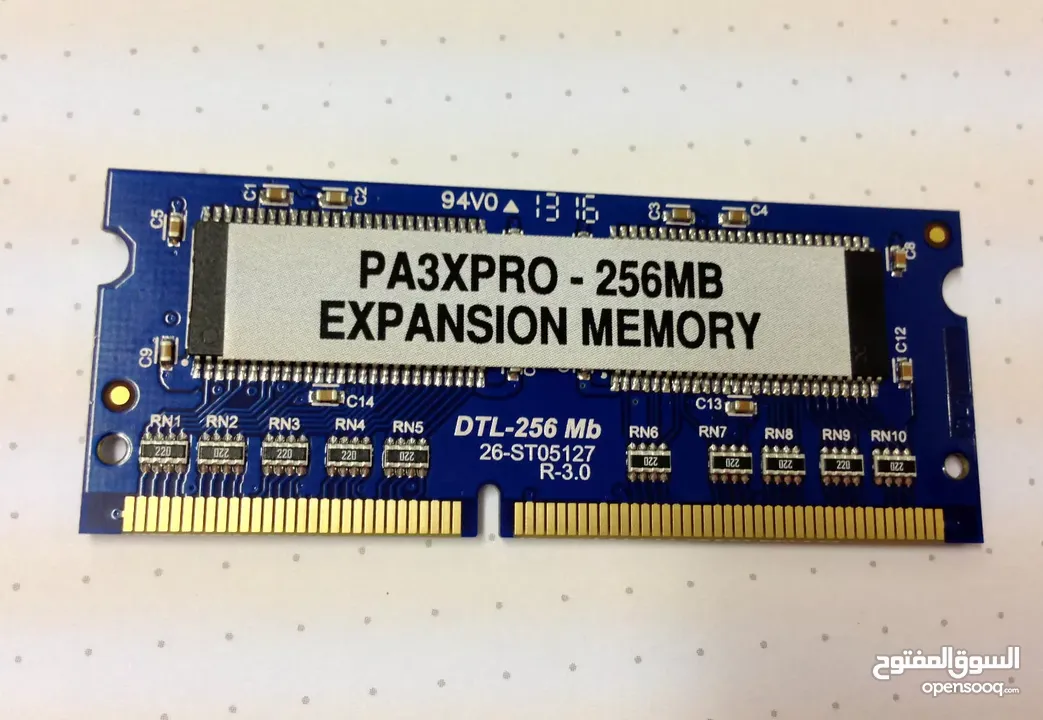 C1
C2
94V0 ▲ 1316
C3
C4
C5
C8
PA3XPRO - 256MB
EXPANSION MEMORY
C9
C12
C14
C13
RN1 RN2 RN3 RN4 RN5
DTL-256 Mb
RN6 RN7 RN8 RN9 RN10
26-ST05127
R-3.0
220 220 220 220 220 220 220 220 220 220
السوق المفتوح
opensooq.com